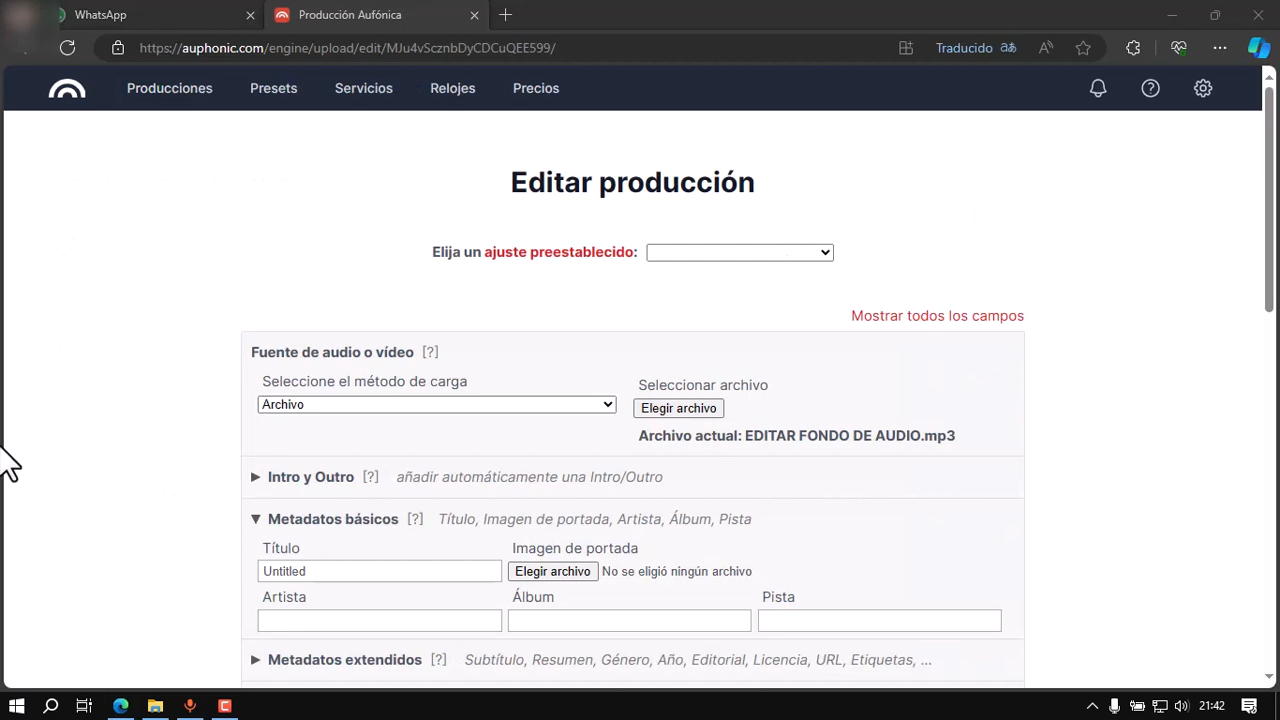 WhatsApp
Producción Aufónica
https://auphonic.com/engine/upload/edit/MJu4vScznbDyCDCuQEE599/
Traducido
Producciones Presets Servicios Relojes Precios
Editar producción
Elija un ajuste preestablecido:
Mostrar todos los campos
Fuente de audio o vídeo [?]
Seleccione el método de carga
Seleccionar archivo
Archivo
Elegir archivo
Archivo actual: EDITAR FONDO DE AUDIO.mp3
Intro y Outro [?] añadir automáticamente una Intro/Outro
Metadatos básicos [?] Título, Imagen de portada, Artista, Álbum, Pista
Título Imagen de portada
Untitled Elegir archivo No se eligió ningún archivo
Artista Álbum Pista
Metadatos extendidos [?] Subtítulo, Resumen, Género, Año, Editorial, Licencia, URL, Etiquetas, ...
21:42